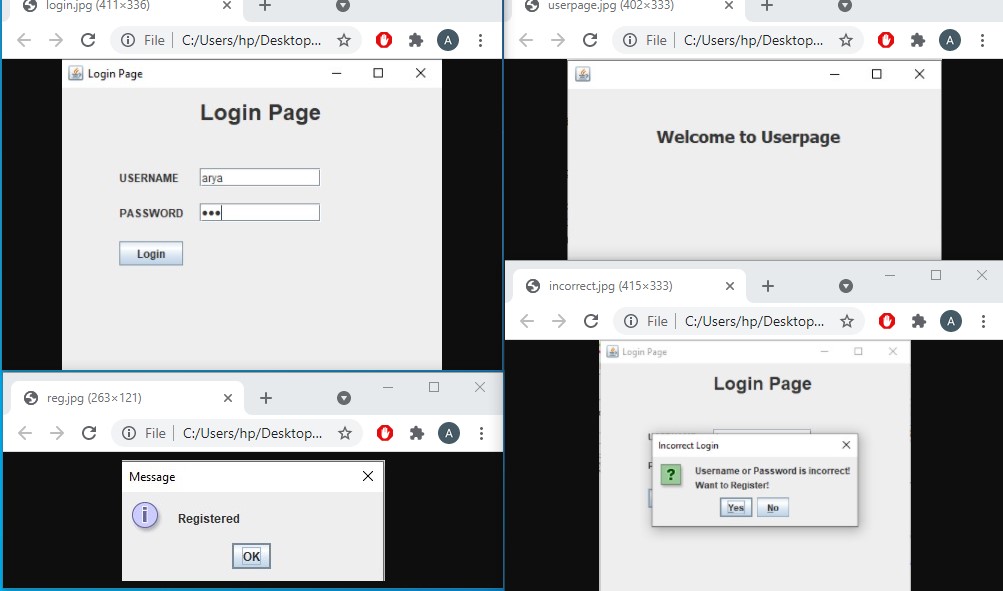 login.jpg (411×336)
File
C:/Users/hp/Desktop...
A
Login Page
Login Page
USERNAME
arya
PASSWORD
Login
userpage.jpg (402×333)
File
C:/Users/hp/Desktop...
A
Welcome to Userpage
reg.jpg (263×121)
File
C:/Users/hp/Desktop...
A
Message
i
Registered
OK
incorrect.jpg (415×333)
File
C:/Users/hp/Desktop...
A
Login Page
Login Page
Incorrect Login
?
Username or Password is incorrect!
Want to Register!
Yes
No